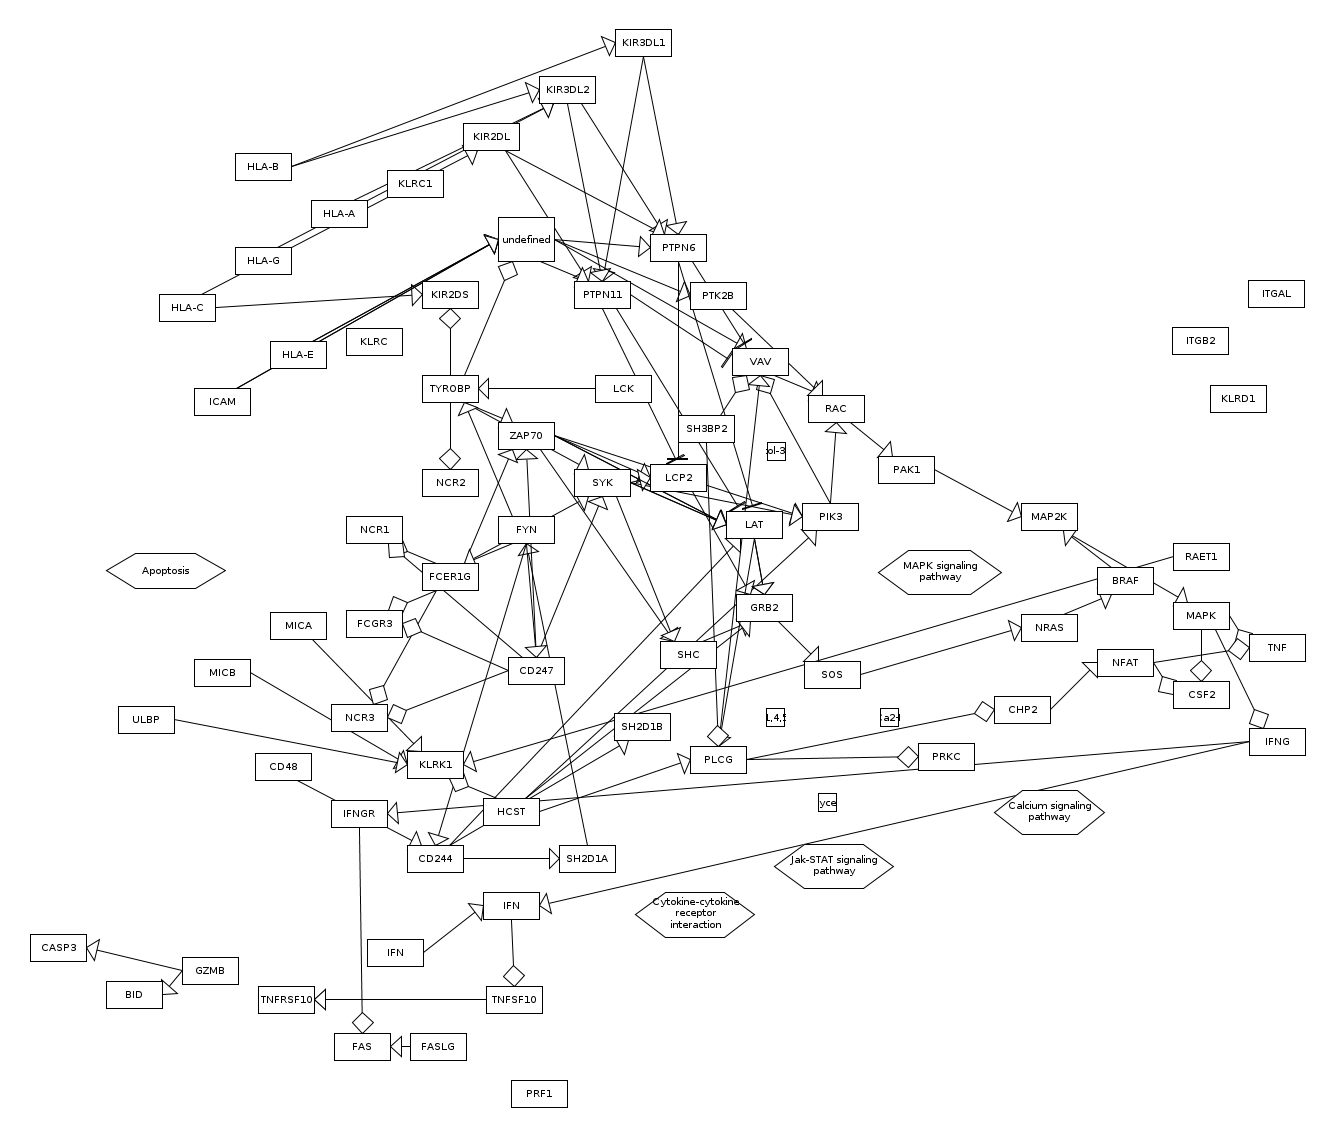 KIR3DL1
KIR3DL2
KIR2DL
HLA-B
KLRC1
HLA-A
undefined
PTPN6
HLA-G
KIR2DS
PTPN11
PTK2B
ITGAL
HLA-C
KLRC
ITGB2
HLA-E
VAV
TYROBP
LCK
KLRD1
ICAM
RAC
ZAP70
SH3BP2
ol-3
PAK1
NCR2
SYK
LCP2
NCR1
FYN
LAT
PIK3
MAP2K
RAET1
Apoptosis
FCER1G
MAPK signaling
pathway
BRAF
GRB2
MAPK
MICA
FCGR3
NRAS
TNF
SHC
NFAT
MICB
CD247
SOS
CSF2
ULBP
NCR3
SH2D1B
1,4,5
Ca2+
CHP2
IFNG
CD48
KLRK1
PLCG
PRKC
IFNGR
HCST
yce
Calcium signaling
pathway
CD244
SH2D1A
Jak-STAT signaling
pathway
IFN
Cytokine-cytokine
receptor
interaction
CASP3
IFN
GZMB
BID
TNFRSF10
TNFSF10
FAS
FASLG
PRF1